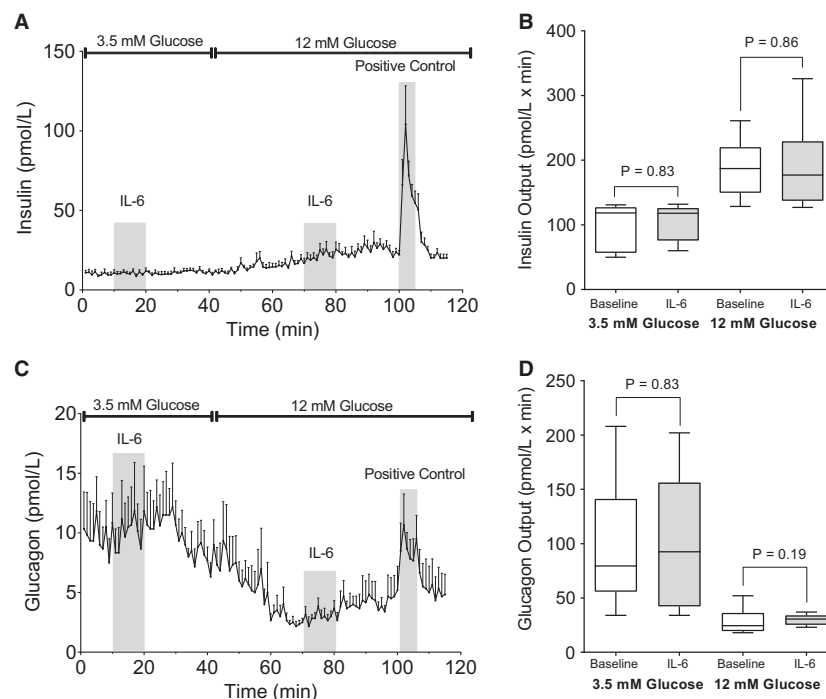 A
3.5 mM Glucose
12 mM Glucose
Positive Control
IL-6
IL-6
Insulin (pmol/L)
150
100
50
0
0 20 40 60 80 100 120
Time (min)
B
Insulin Output (pmol/L x min)
400
300
200
100
0
P = 0.86
P = 0.83
Baseline IL-6 Baseline IL-6
3.5 mM Glucose 12 mM Glucose
C
3.5 mM Glucose
12 mM Glucose
IL-6
Positive Control
IL-6
Glucagon (pmol/L)
20
15
10
5
0
0 20 40 60 80 100 120
Time (min)
D
Glucagon Output (pmol/L x min)
250
200
150
100
50
0
P = 0.83
P = 0.19
Baseline IL-6 Baseline IL-6
3.5 mM Glucose 12 mM Glucose